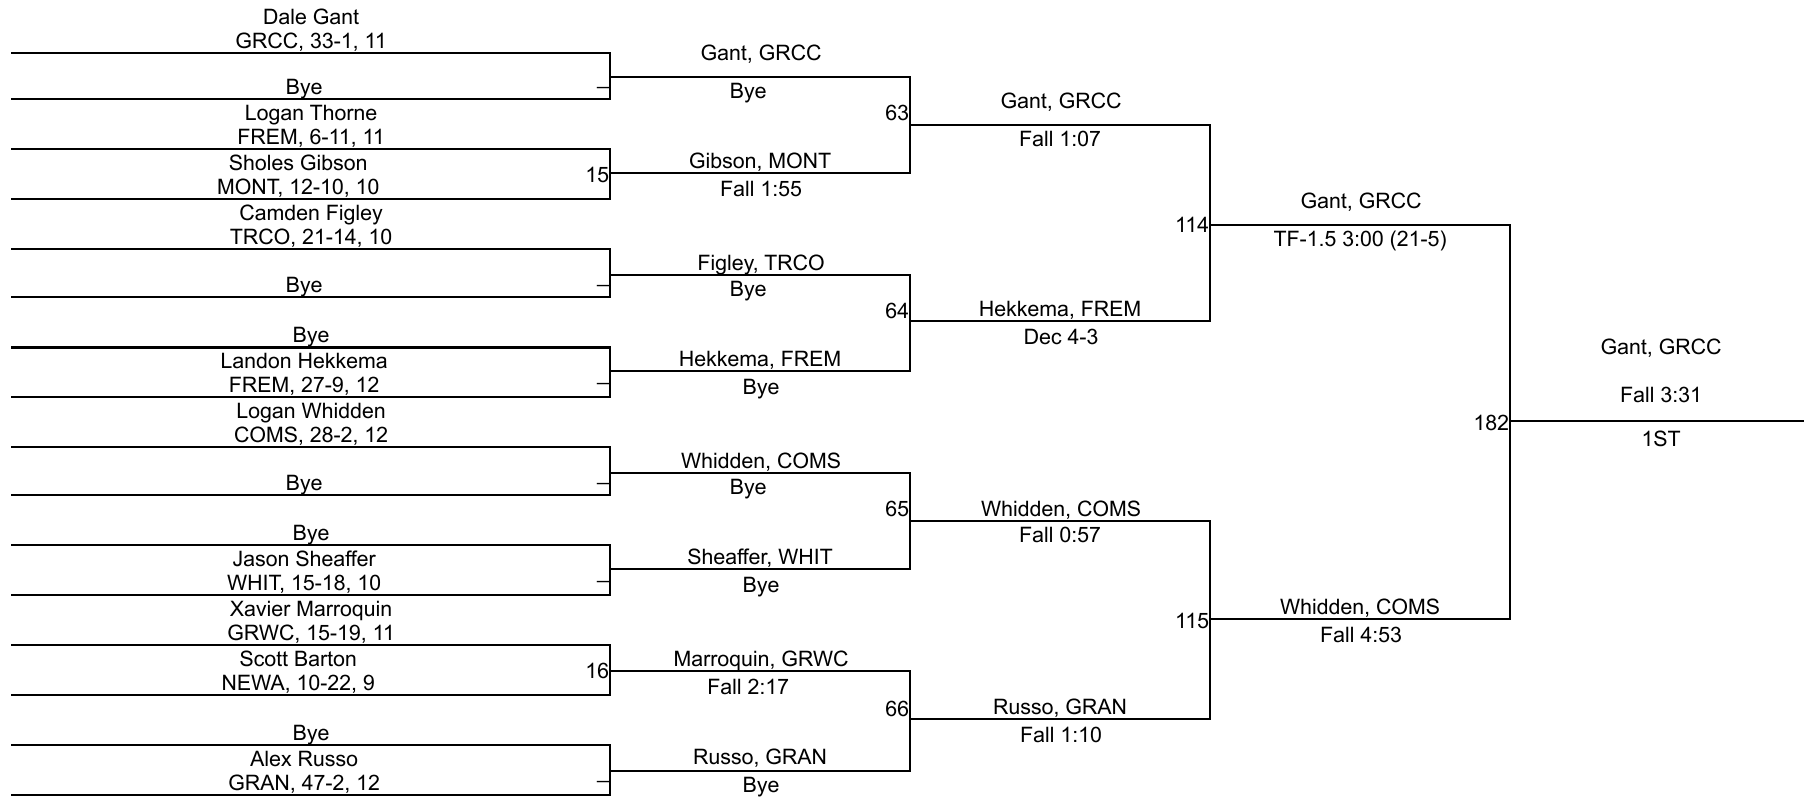 Dale Gant
GRCC, 33-1, 11
Bye
Logan Thorne
FREM, 6-11, 11
Sholes Gibson
MONT, 12-10, 10
15
Camden Figley
TRCO, 21-14, 10
Bye
Bye
Landon Hekkema
FREM, 27-9, 12
Logan Whidden
COMS, 28-2, 12
Bye
Bye
Jason Sheaffer
WHIT, 15-18, 10
Xavier Marroquin
GRWC, 15-19, 11
Scott Barton
NEWA, 10-22, 9
16
Bye
Alex Russo
GRAN, 47-2, 12
Gant, GRCC
Bye
63
Gibson, MONT
Fall 1:55
Figley, TRCO
Bye
64
Hekkema, FREM
Bye
Whidden, COMS
Bye
65
Sheaffer, WHIT
Bye
Marroquin, GRWC
Fall 2:17
66
Russo, GRAN
Bye
Gant, GRCC
Fall 1:07
114
Hekkema, FREM
Dec 4-3
Whidden, COMS
Fall 0:57
115
Russo, GRAN
Fall 1:10
Gant, GRCC
TF-1.5 3:00 (21-5)
182
Whidden, COMS
Fall 4:53
Gant, GRCC
Fall 3:31
1ST